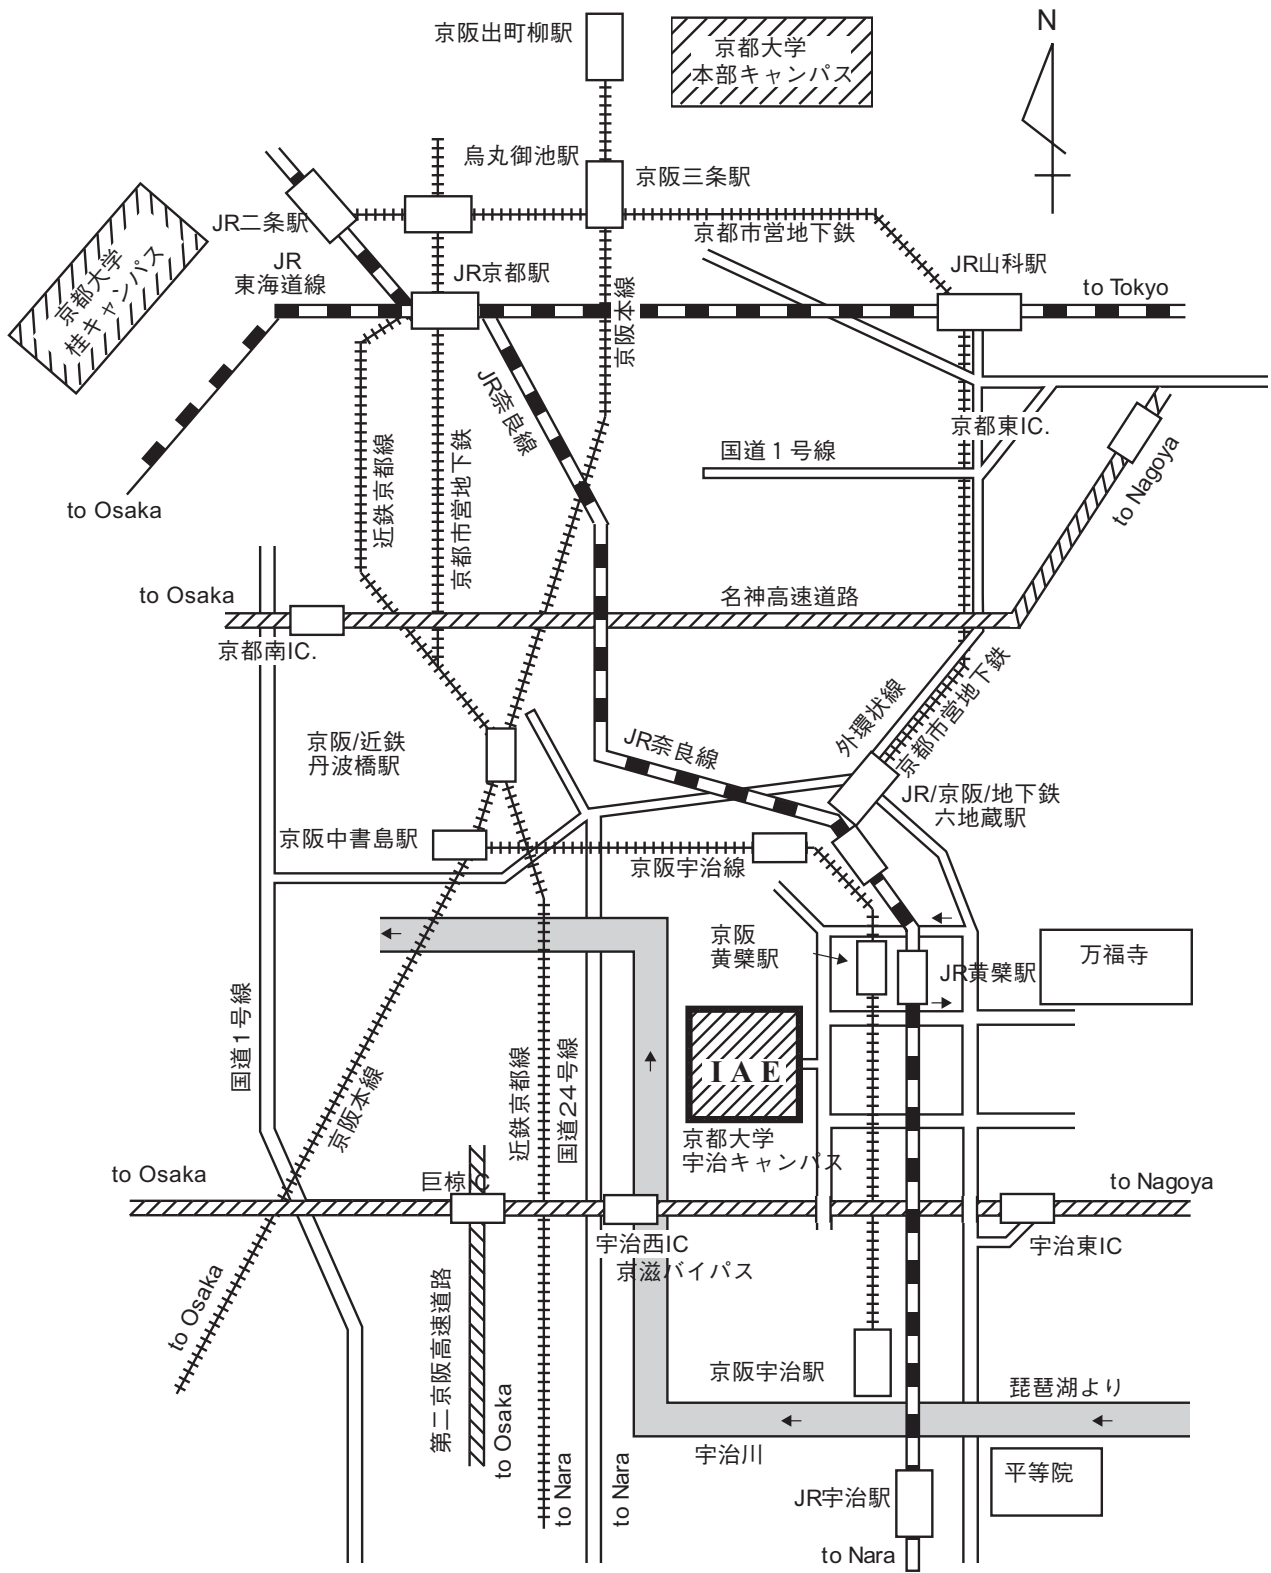 京阪出町柳駅
京都大学
本部キャンパス
N
烏丸御池駅
京阪三条駅
JR二条駅
京都市営地下鉄
京都大学
桂キャンパス
JR
東海道線
JR京都駅
JR山科駅
to Tokyo
京阪本線
JR奈良線
京都東IC.
国道1号線
to Nagoya
近鉄京都線
京都市営地下鉄
to Osaka
to Osaka
名神高速道路
京都南IC.
外環状線
京都市営地下鉄
京阪/近鉄
丹波橋駅
JR奈良線
JR/京阪/地下鉄
六地蔵駅
京阪中書島駅
京阪宇治線
京阪
黄檗駅
JR黄檗駅
万福寺
国道1号線
京阪本線
近鉄京都線
国道24号線
IAE
京都大学
宇治キャンパス
to Osaka
巨椋IC
to Nagoya
宇治西IC
京滋バイパス
宇治東IC
to Osaka
第二京阪高速道路
to Osaka
京阪宇治駅
琵琶湖より
宇治川
平等院
to Nara
to Nara
JR宇治駅
to Nara